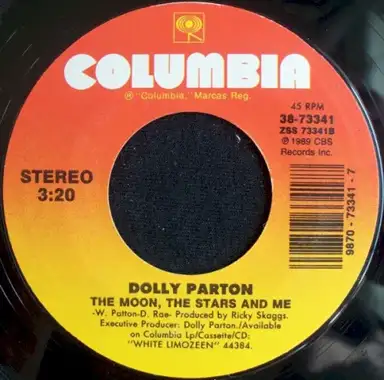 COLUMBIA
® "Columbia," Marcas Reg.
45 RPM
38-73341
ZSS 73341B
℗ 1989 CBS
Records Inc.
STEREO
3:20
9870 - 73341 - 7
DOLLY PARTON
THE MOON, THE STARS AND ME
-W. Patton-D. Rae- Produced by Ricky Skaggs.
Executive Producer: Dolly Parton./Available
on Columbia Lp/Cassette/CD:
"WHITE LIMOZEEN" 44384.